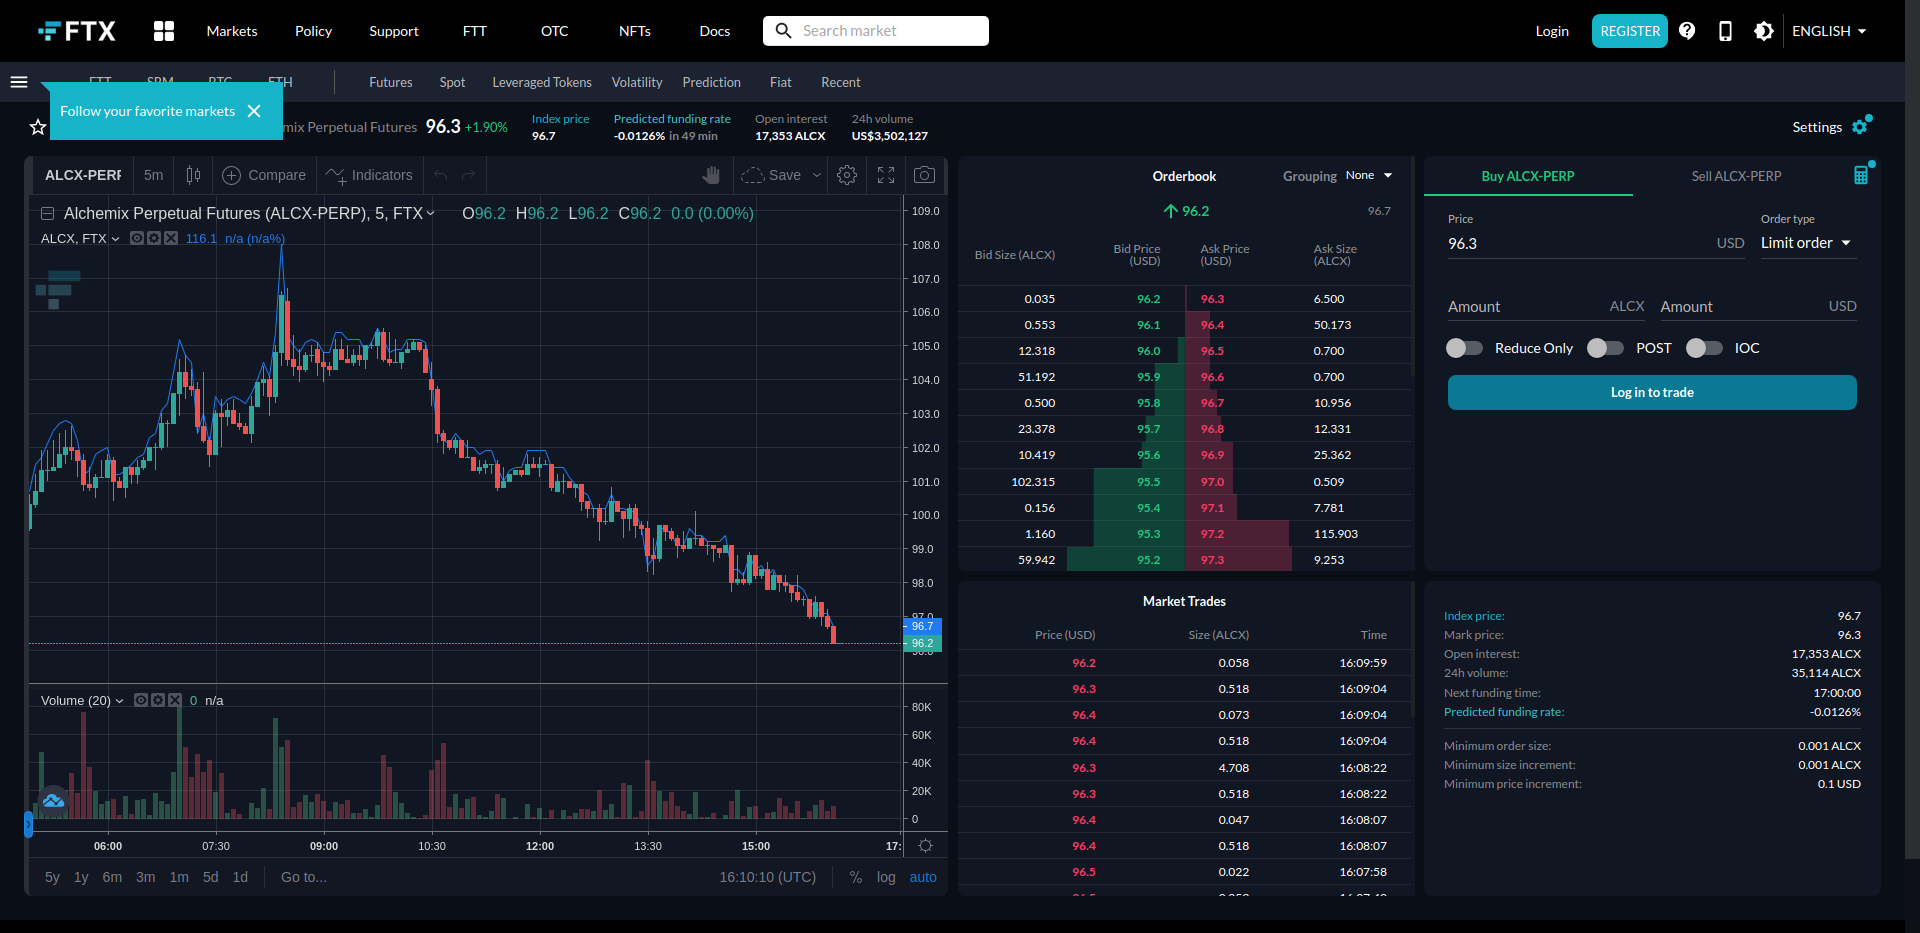 FTX Markets Policy Support FTT OTC NFTs Docs Search market Login REGISTER ENGLISH
Futures Spot Leveraged Tokens Volatility Prediction Fiat Recent
Follow your favorite markets
mix Perpetual Futures 96.3 +1.90%
Index price
96.7
Predicted funding rate
-0.0126% in 49 min
Open interest
17,353 ALCX
24h volume
US$3,502,127
Settings
ALCX-PERP 5m Compare Indicators Save
Alchemix Perpetual Futures (ALCX-PERP), 5, FTX O96.2 H96.2 L96.2 C96.2 0.0 (0.00%)
ALCX, FTX 116.1 n/a (n/a%)
109.0
108.0
107.0
106.0
105.0
104.0
103.0
102.0
101.0
100.0
99.0
98.0
97.0
96.7
96.2
Volume (20) 0 n/a
80K
60K
40K
20K
0
06:00 07:30 09:00 10:30 12:00 13:30 15:00 17:
5y 1y 6m 3m 1m 5d 1d Go to... 16:10:10 (UTC) % log auto
Orderbook Grouping None
96.2 96.7
Bid Size (ALCX) Bid Price (USD) Ask Price (USD) Ask Size (ALCX)
0.035 96.2 96.3 6.500
0.553 96.1 96.4 50.173
12.318 96.0 96.5 0.700
51.192 95.9 96.6 0.700
0.500 95.8 96.7 10.956
23.378 95.7 96.8 12.331
10.419 95.6 96.9 25.362
102.315 95.5 97.0 0.509
0.156 95.4 97.1 7.781
1.160 95.3 97.2 115.903
59.942 95.2 97.3 9.253
Market Trades
Price (USD) Size (ALCX) Time
96.2 0.058 16:09:59
96.3 0.518 16:09:04
96.4 0.073 16:09:04
96.4 0.518 16:09:04
96.3 4.708 16:08:22
96.3 0.518 16:08:22
96.4 0.047 16:08:07
96.4 0.518 16:08:07
96.5 0.022 16:07:58
Buy ALCX-PERP Sell ALCX-PERP
Price Order type
96.3 USD Limit order
Amount ALCX Amount USD
Reduce Only POST IOC
Log in to trade
Index price: 96.7
Mark price: 96.3
Open interest: 17,353 ALCX
24h volume: 35,114 ALCX
Next funding time: 17:00:00
Predicted funding rate: -0.0126%
Minimum order size: 0.001 ALCX
Minimum size increment: 0.001 ALCX
Minimum price increment: 0.1 USD